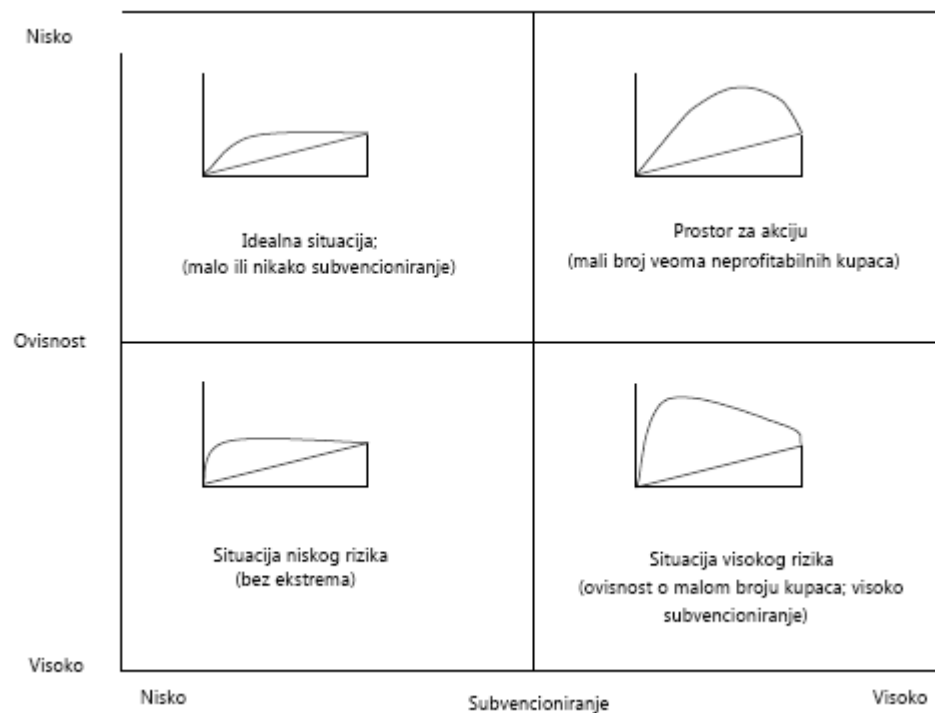 Nisko
Idealna situacija;
(malo ili nikako subvencioniranje)
Prostor za akciju
(mali broj veoma neprofitabilnih kupaca)
Ovisnost
Situacija niskog rizika
(bez ekstrema)
Situacija visokog rizika
(ovisnost o malom broju kupaca; visoko
subvencioniranje)
Visoko
Nisko
Subvencioniranje
Visoko